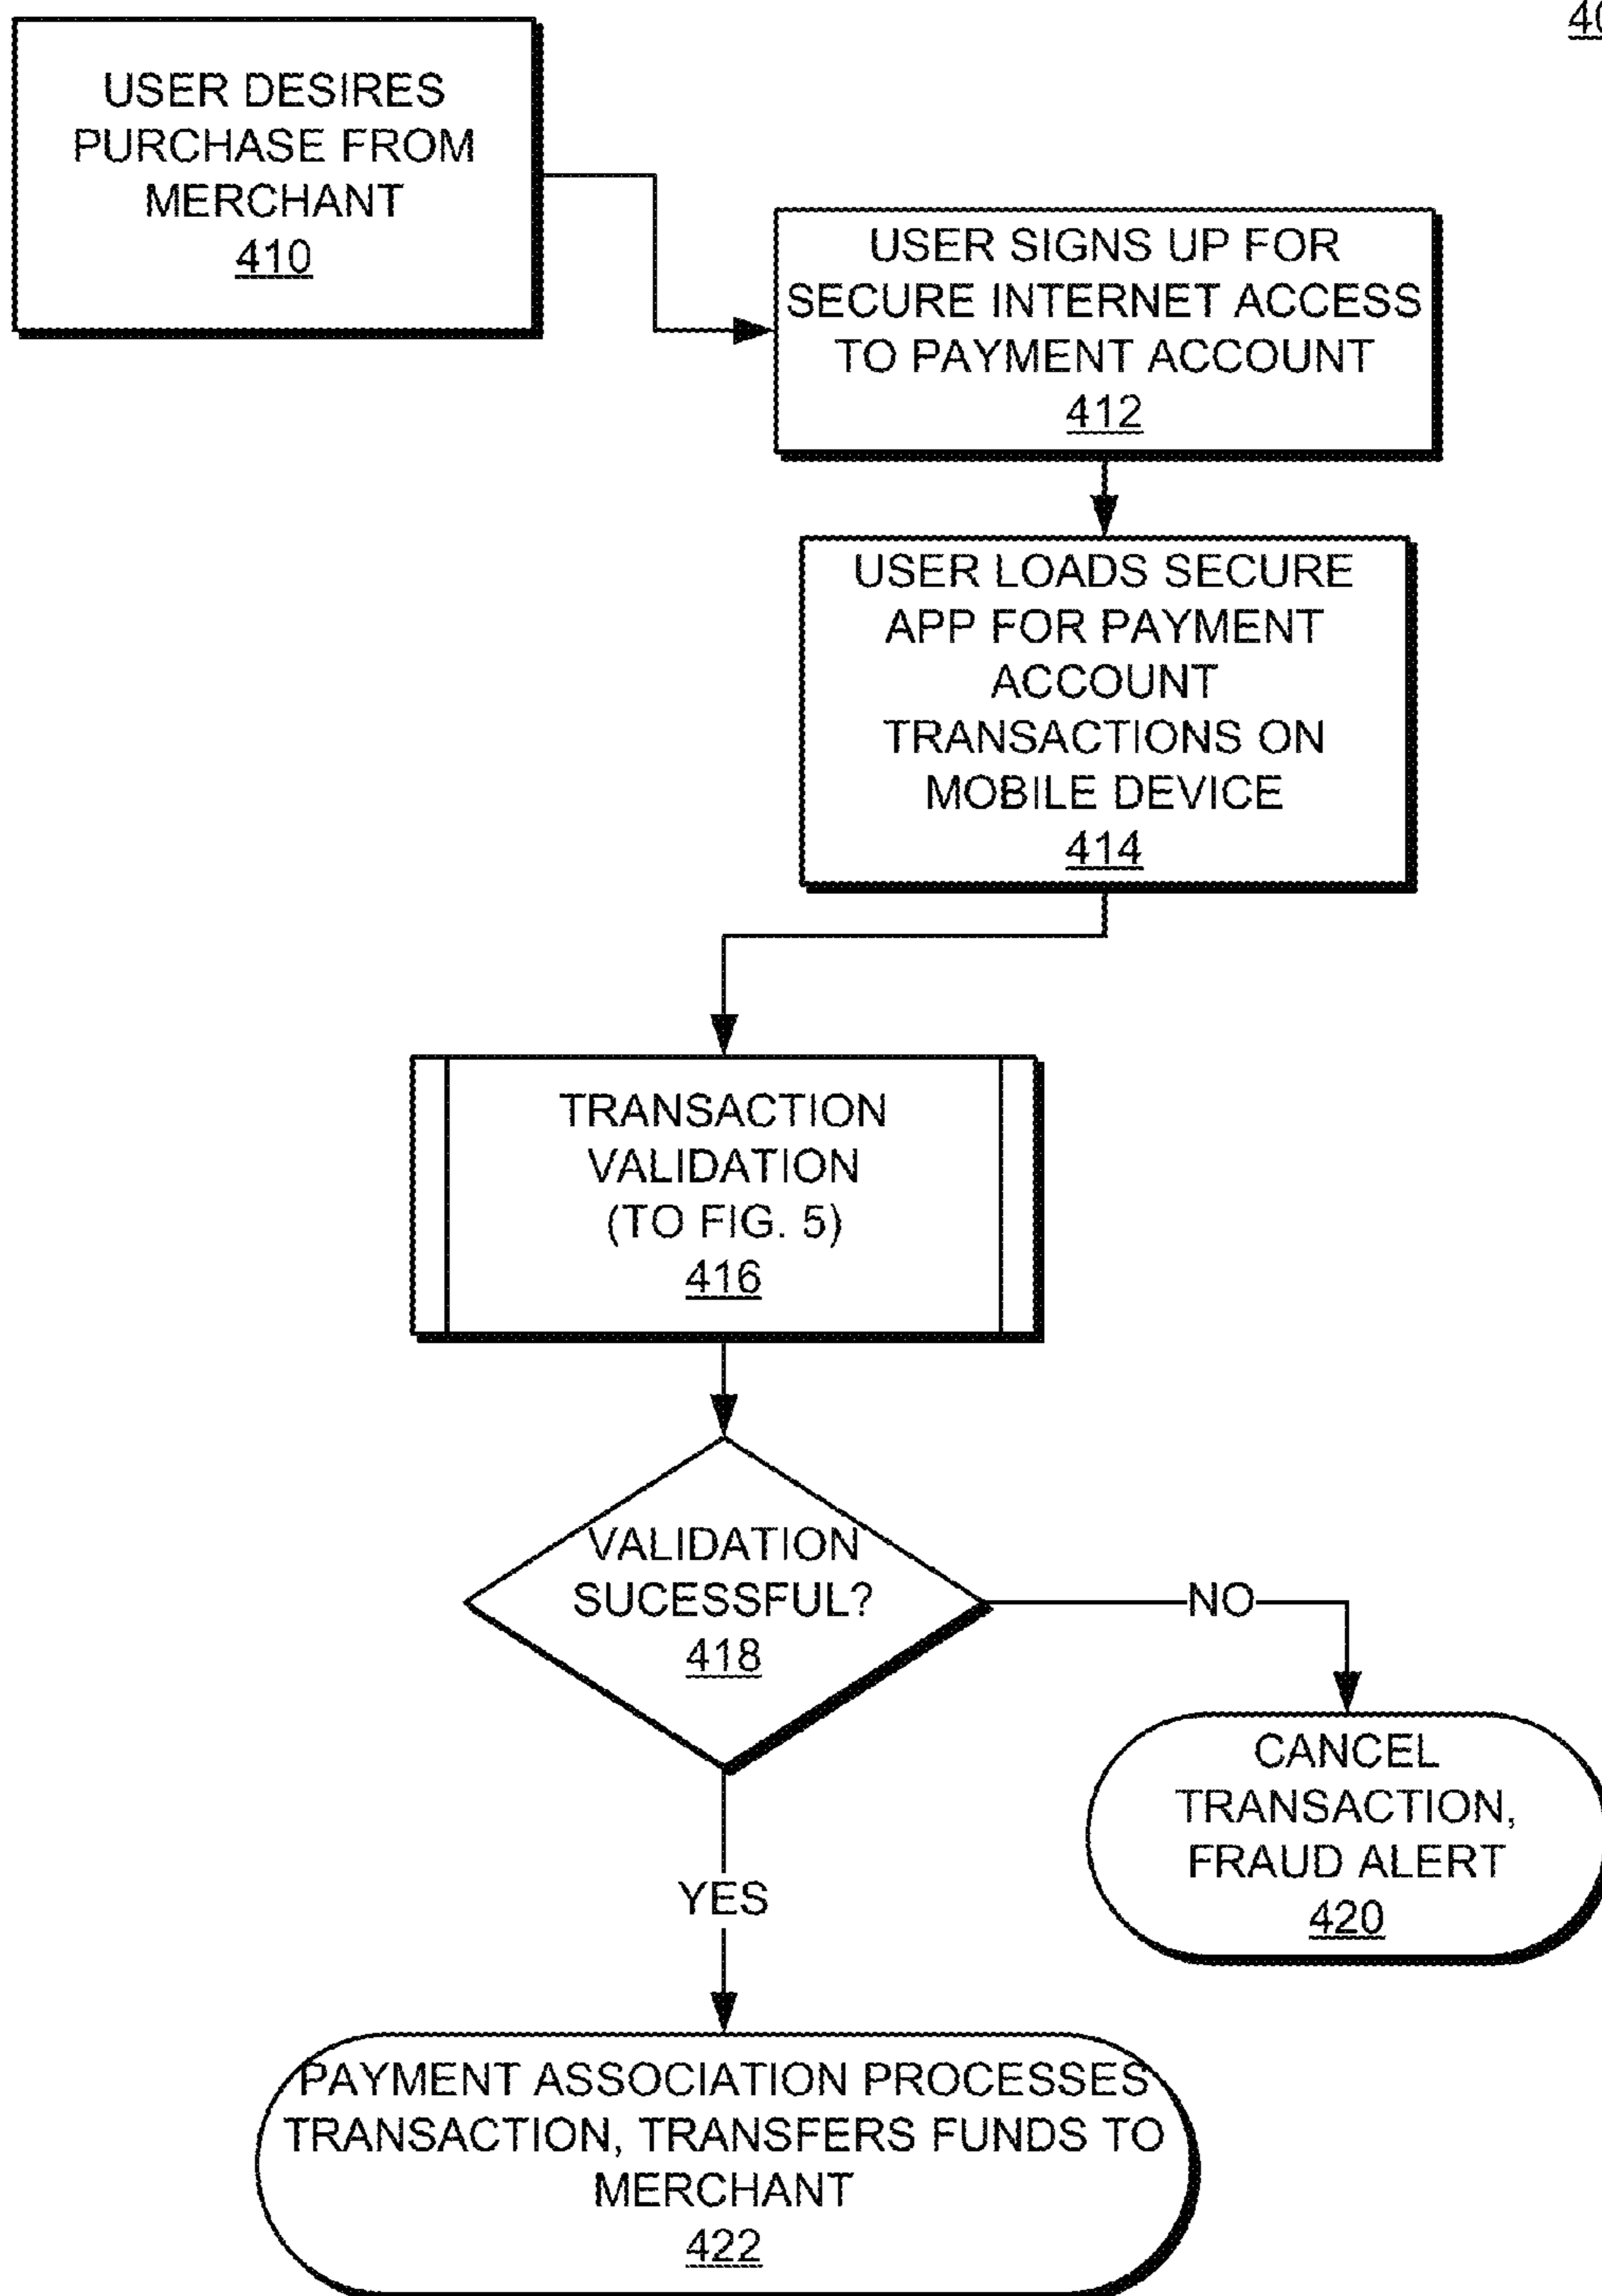 USER DESIRES
PURCHASE FROM
MERCHANT
410
USER SIGNS UP FOR
SECURE INTERNET ACCESS
TO PAYMENT ACCOUNT
412
USER LOADS SECURE
APP FOR PAYMENT
ACCOUNT
TRANSACTIONS ON
MOBILE DEVICE
414
TRANSACTION
VALIDATION
(TO FIG. 5)
416
VALIDATION
SUCESSFUL?
418
NO
CANCEL
TRANSACTION,
FRAUD ALERT
420
YES
PAYMENT ASSOCIATION PROCESSES
TRANSACTION, TRANSFERS FUNDS TO
MERCHANT
422